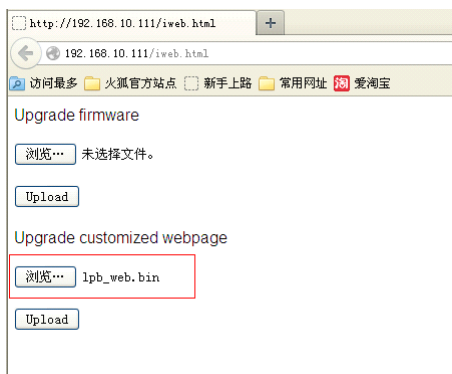 http://192.168.10.111/iweb.html +
192.168.10.111/iweb.html
访问最多 火狐官方站点 新手上路 常用网址 淘 爱淘宝
Upgrade firmware
浏览… 未选择文件。
Upload
Upgrade customized webpage
浏览… lpb_web.bin
Upload